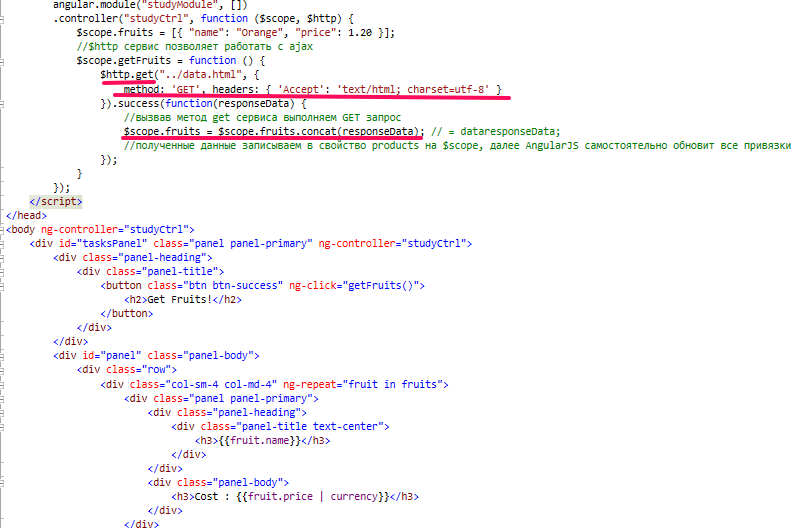 angular.module("studyModule", [])
.controller("studyCtrl", function ($scope, $http) {
$scope.fruits = [{ "name": "Orange", "price": 1.20 }];
//$http сервис позволяет работать с ajax
$scope.getFruits = function () {
$http.get("../data.html", {
method: 'GET', headers: { 'Accept': 'text/html; charset=utf-8' }
}).success(function(responseData) {
//вызвав метод get сервиса выполняем GET запрос
$scope.fruits = $scope.fruits.concat(responseData); // = dataresponseData;
//полученные данные записываем в свойство products на $scope, далее AngularJS самостоятельно обновит все привязки
});
}
});
</script>
</head>
<body ng-controller="studyCtrl">
<div id="tasksPanel" class="panel panel-primary" ng-controller="studyCtrl">
<div class="panel-heading">
<div class="panel-title">
<button class="btn btn-success" ng-click="getFruits()">
<h2>Get Fruits!</h2>
</button>
</div>
</div>
<div id="panel" class="panel-body">
<div class="row">
<div class="col-sm-4 col-md-4" ng-repeat="fruit in fruits">
<div class="panel panel-primary">
<div class="panel-heading">
<div class="panel-title text-center">
<h3>{{fruit.name}}</h3>
</div>
</div>
<div class="panel-body">
<h3>Cost : {{fruit.price | currency}}</h3>
</div>
</div>